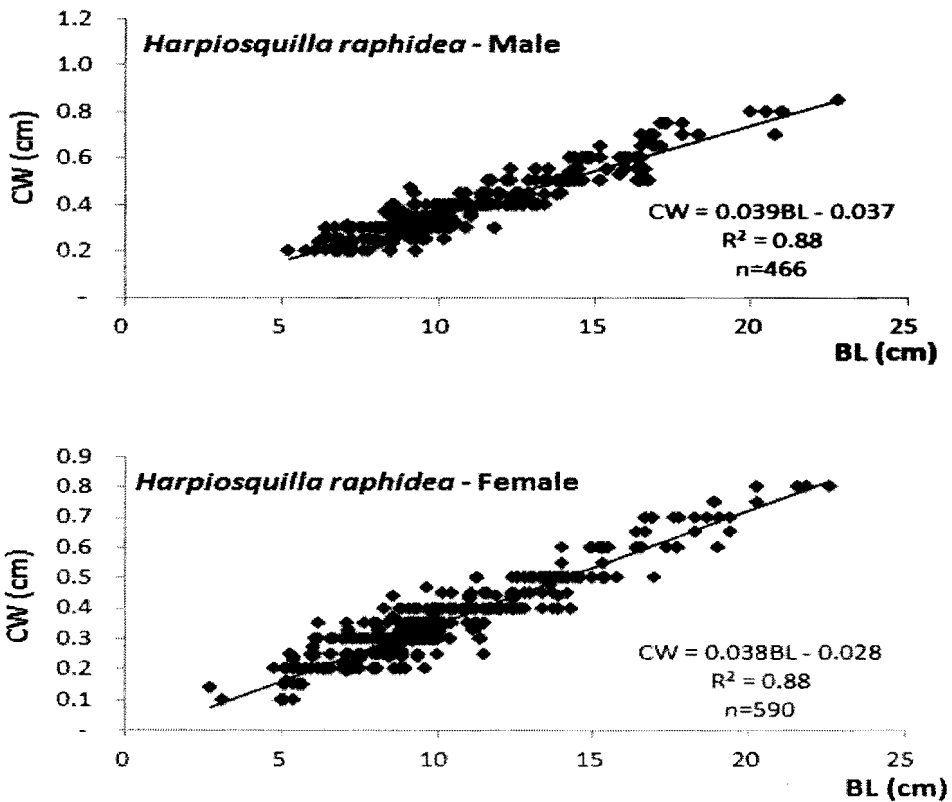 1.2
Harpiosquilla raphidea - Male
1.0
0.8
CW (cm)
0.6
0.4
CW = 0.039BL - 0.037
R² = 0.88
0.2
n=466
-
0 5 10 15 20 25
BL (cm)
0.9
0.8
Harpiosquilla raphidea - Female
0.7
0.6
CW (cm)
0.5
0.4
0.3
CW = 0.038BL - 0.028
0.2
R² = 0.88
0.1
n=590
-
0 5 10 15 20 25
BL (cm)